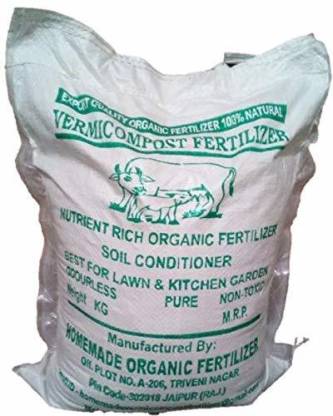 EXPORT QUALITY ORGANIC FERTILIZER 100% NATURAL
VERMICOMPOST FERTILIZER
NUTRIENT RICH ORGANIC FERTILIZER
SOIL CONDITIONER
BEST FOR LAWN & KITCHEN GARDEN
ODOURLESS PURE NON-TOXIC
Weight KG M.R.P.
Manufactured By:
HOMEMADE ORGANIC FERTILIZER
Off. PLOT NO. A-206, TRIVENI NAGAR
Pin Code-302018 JAIPUR (RAJ.)